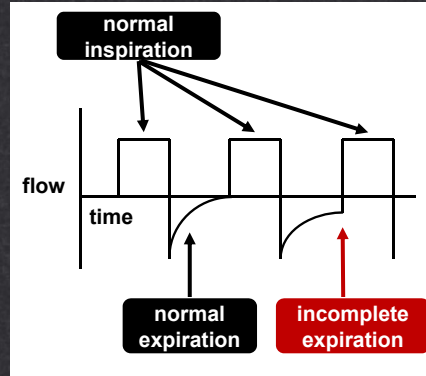 normal
inspiration
flow
time
normal
expiration
incomplete
expiration